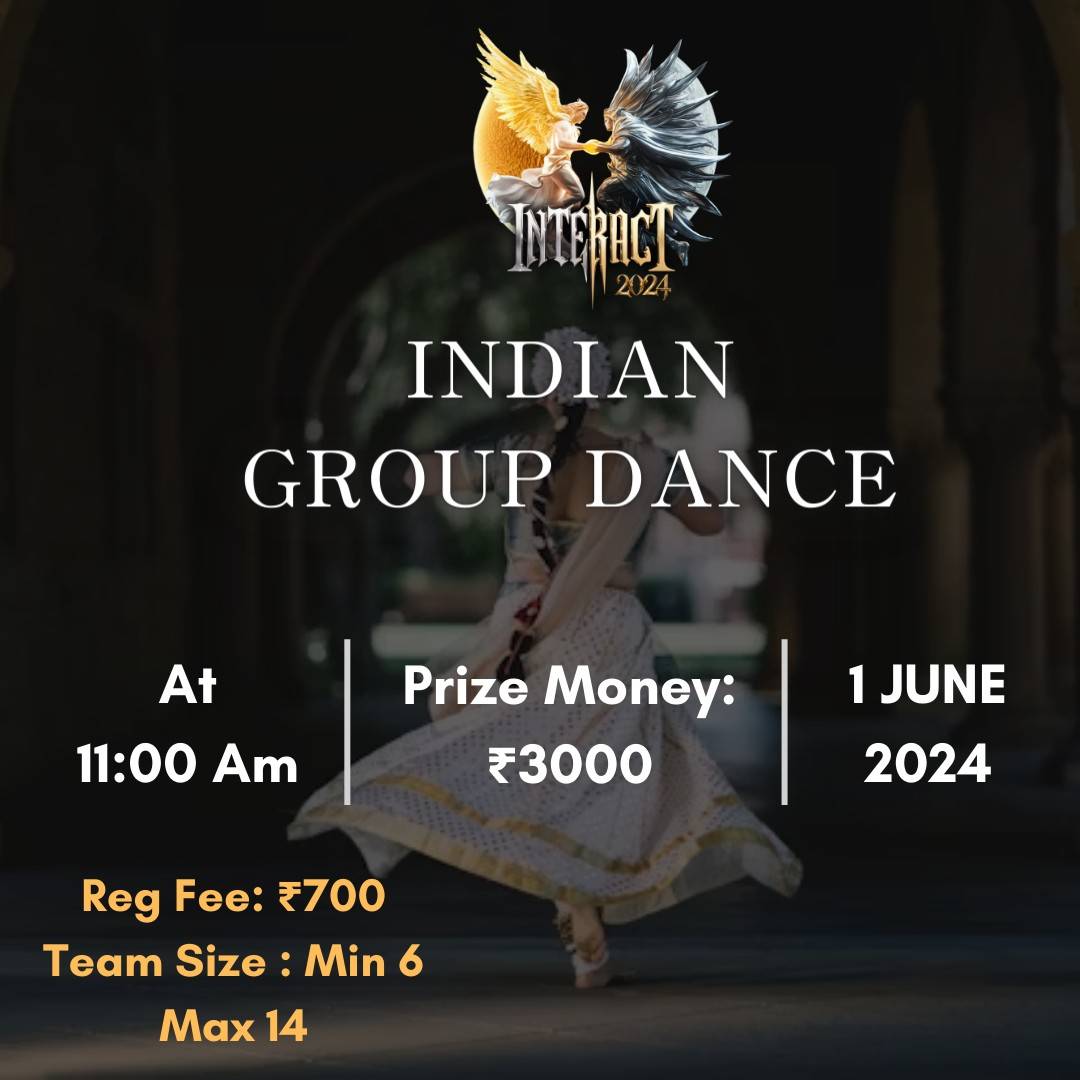 INTERACT
2024
INDIAN
GROUP DANCE
At
11:00 Am
Prize Money:
₹3000
1 JUNE
2024
Reg Fee: ₹700
Team Size : Min 6
Max 14